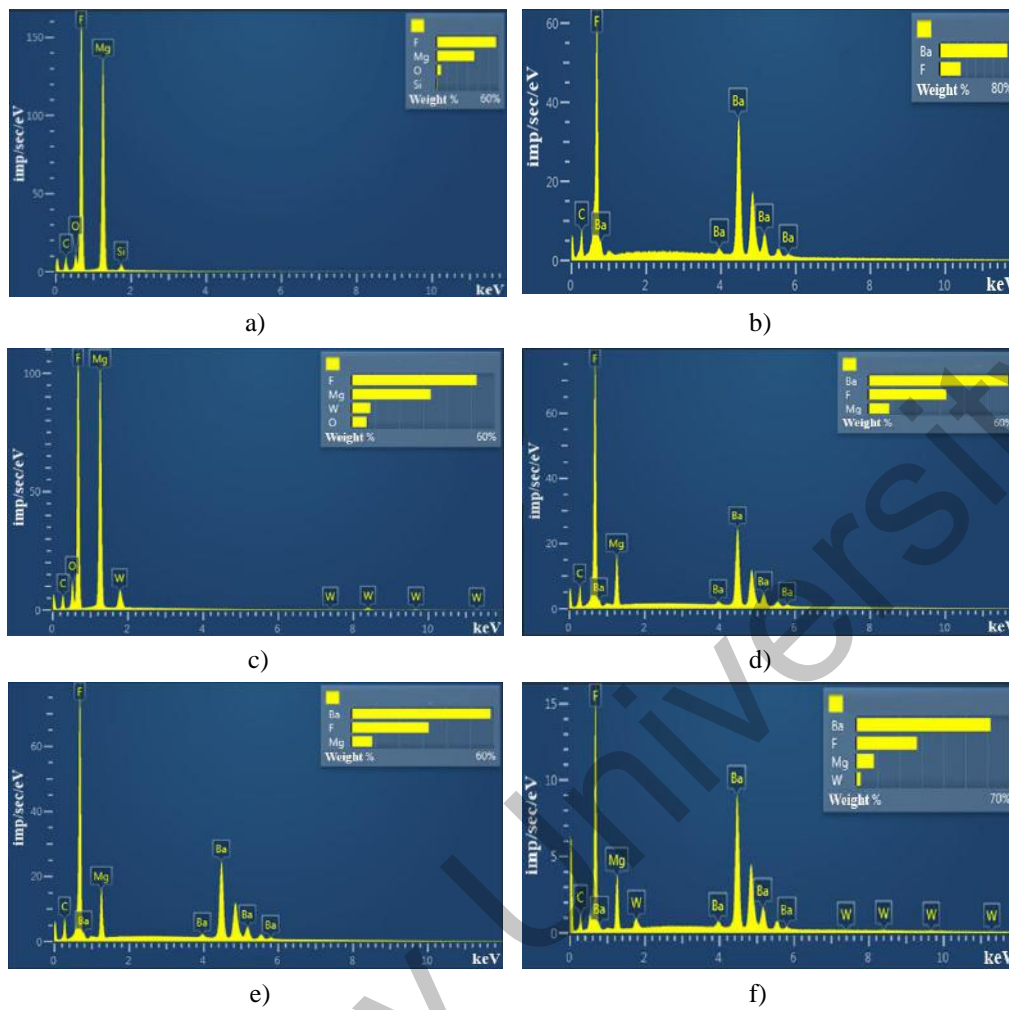 imp/sec/eV
150
100
50
0
F
Mg
O
C
Si
F
Mg
O
Si
Weight % 60%
0 2 4 6 8 10
keV
a)
imp/sec/eV
60
40
20
0
F
Ba
C
Ba
Ba
Ba
Ba
Ba
F
Weight % 80%
0 2 4 6 8 10
keV
b)
imp/sec/eV
100
50
0
F
Mg
O
C
W
W W W W
F
Mg
W
O
Weight % 60%
0 2 4 6 8 10
keV
c)
imp/sec/eV
60
40
20
0
F
Ba
Mg
C
Ba
Ba
Ba
Ba
Ba
F
Mg
Weight % 60%
0 2 4 6 8 10
keV
d)
imp/sec/eV
60
40
20
0
F
Ba
Mg
C
Ba
Ba
Ba
Ba
Ba
F
Mg
Weight % 60%
0 2 4 6 8 10
keV
e)
imp/sec/eV
15
10
5
0
F
Ba
Mg
C
Ba
W
Ba
Ba
Ba
W W W W
Ba
F
Mg
W
Weight % 70%
0 2 4 6 8 10
keV
f)
University